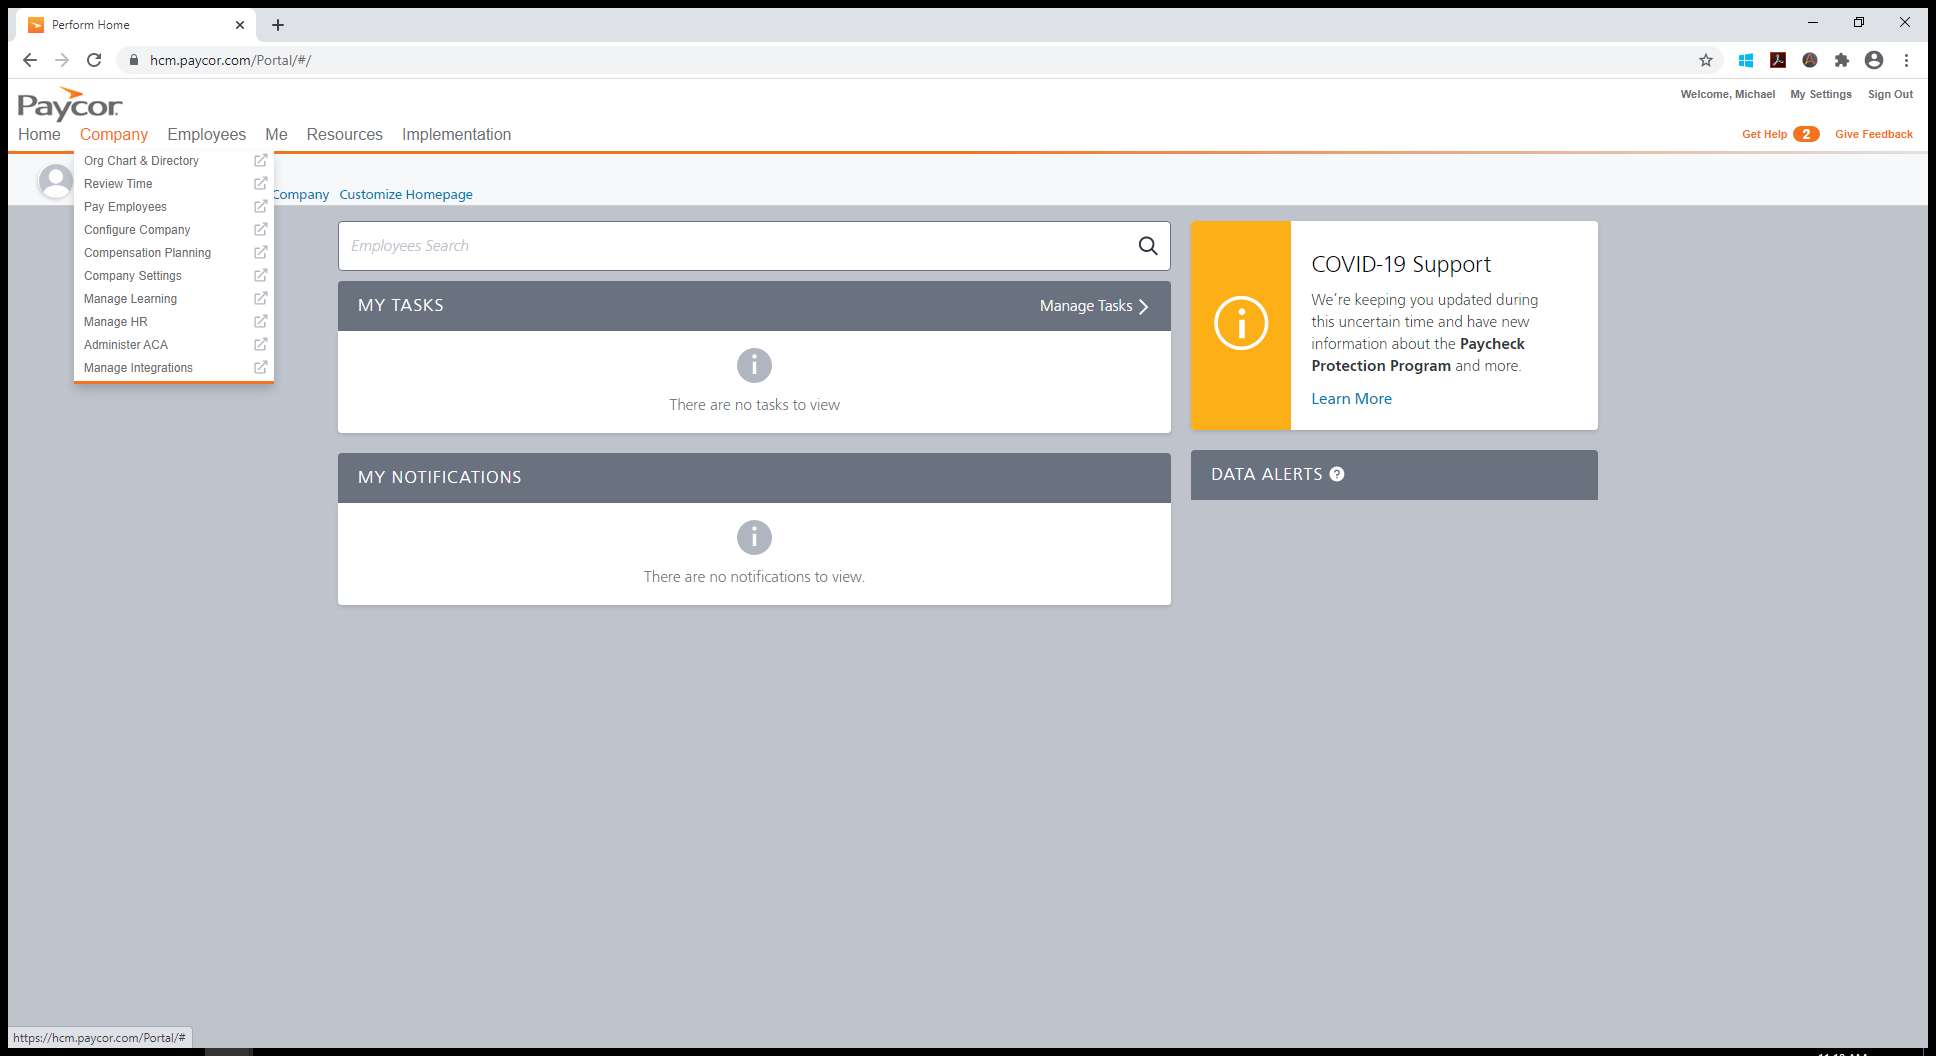 Perform Home
hcm.paycor.com/Portal/#/
Paycor
Welcome, Michael My Settings Sign Out
Home Company Employees Me Resources Implementation
Get Help 2 Give Feedback
Org Chart & Directory
Review Time
Pay Employees
Configure Company
Compensation Planning
Company Settings
Manage Learning
Manage HR
Administer ACA
Manage Integrations
Company Customize Homepage
Employees Search
MY TASKS
Manage Tasks
There are no tasks to view
MY NOTIFICATIONS
There are no notifications to view.
COVID-19 Support
We're keeping you updated during
this uncertain time and have new
information about the Paycheck
Protection Program and more.
Learn More
DATA ALERTS ?
https://hcm.paycor.com/Portal/#